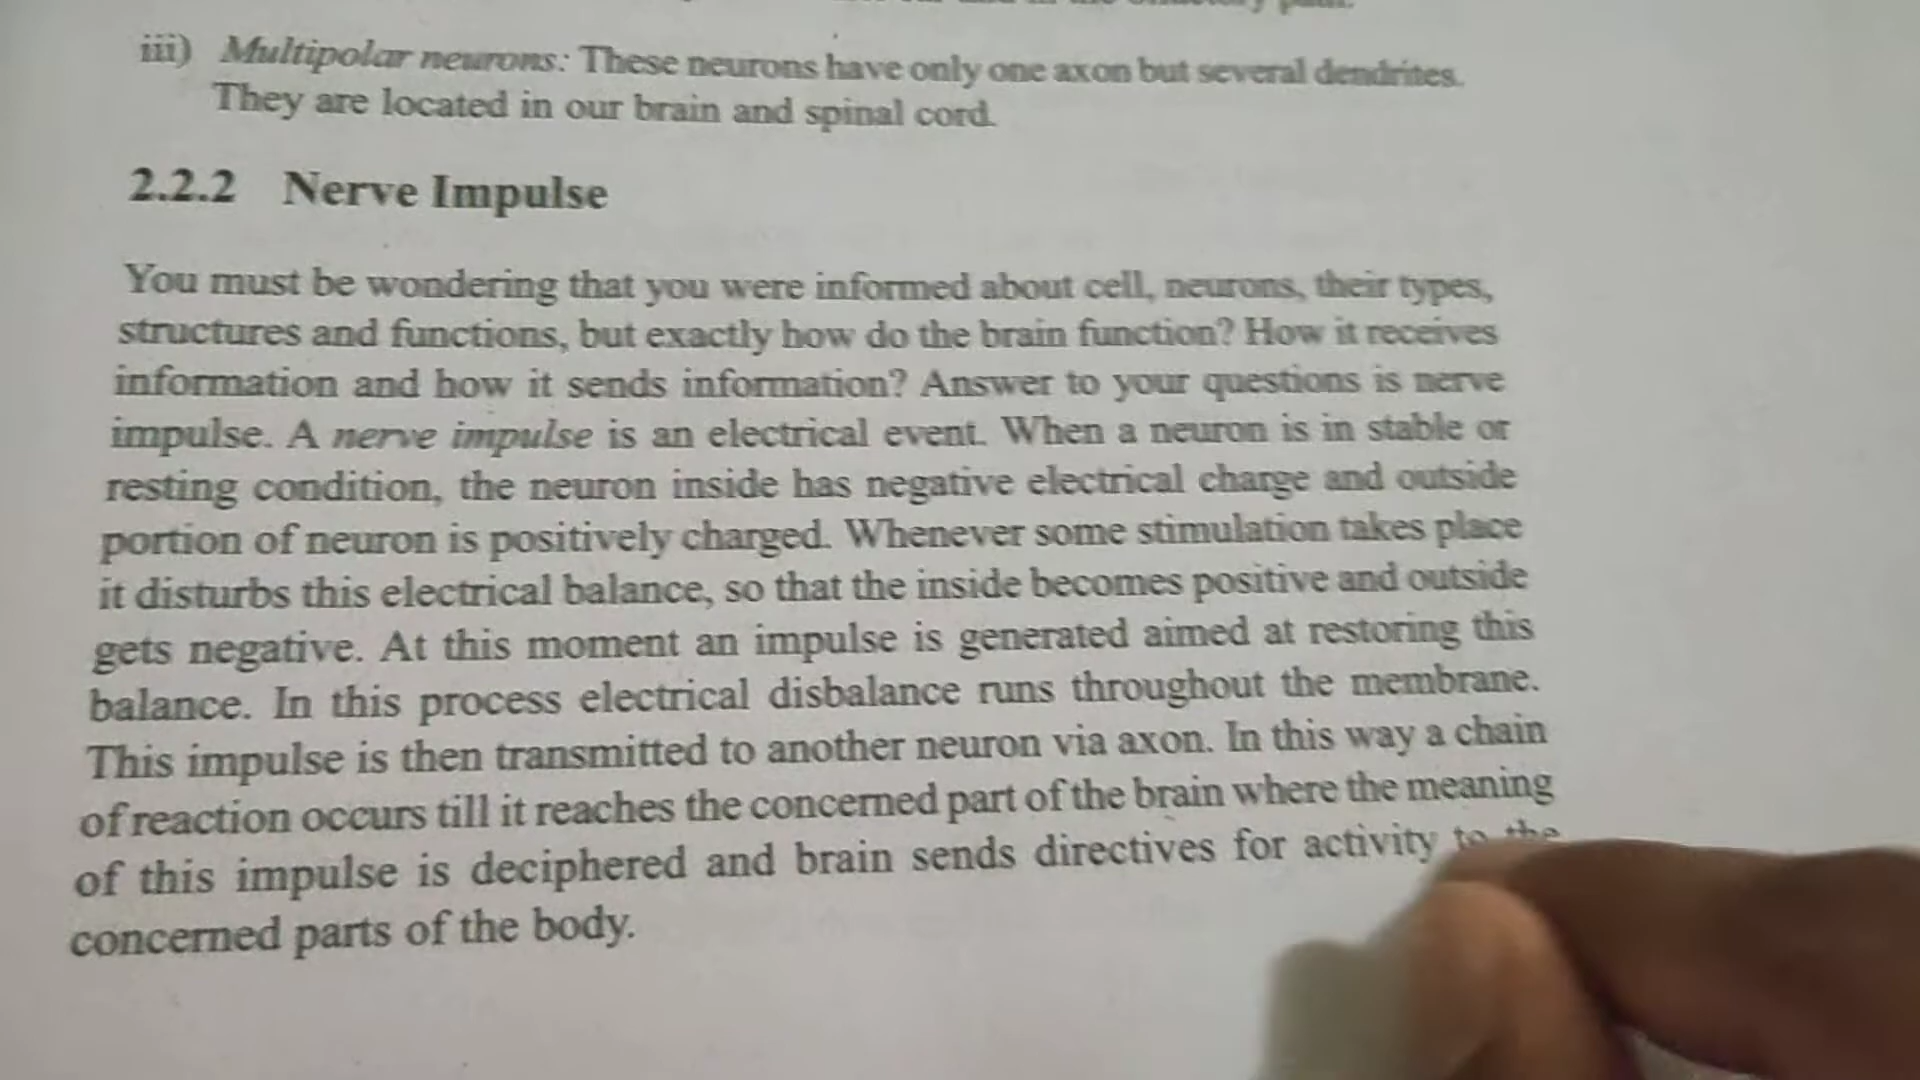 iii) Multipolar neurons: These neurons have only one axon but several dendrites.
They are located in our brain and spinal cord.
2.2.2 Nerve Impulse
You must be wondering that you were informed about cell, neurons, their types,
structures and functions, but exactly how do the brain function? How it receives
information and how it sends information? Answer to your questions is nerve
impulse. A nerve impulse is an electrical event. When a neuron is in stable or
resting condition, the neuron inside has negative electrical charge and outside
portion of neuron is positively charged. Whenever some stimulation takes place
it disturbs this electrical balance, so that the inside becomes positive and outside
gets negative. At this moment an impulse is generated aimed at restoring this
balance. In this process electrical disbalance runs throughout the membrane.
This impulse is then transmitted to another neuron via axon. In this way a chain
of reaction occurs till it reaches the concerned part of the brain where the meaning
of this impulse is deciphered and brain sends directives for activity to the
concerned parts of the body.